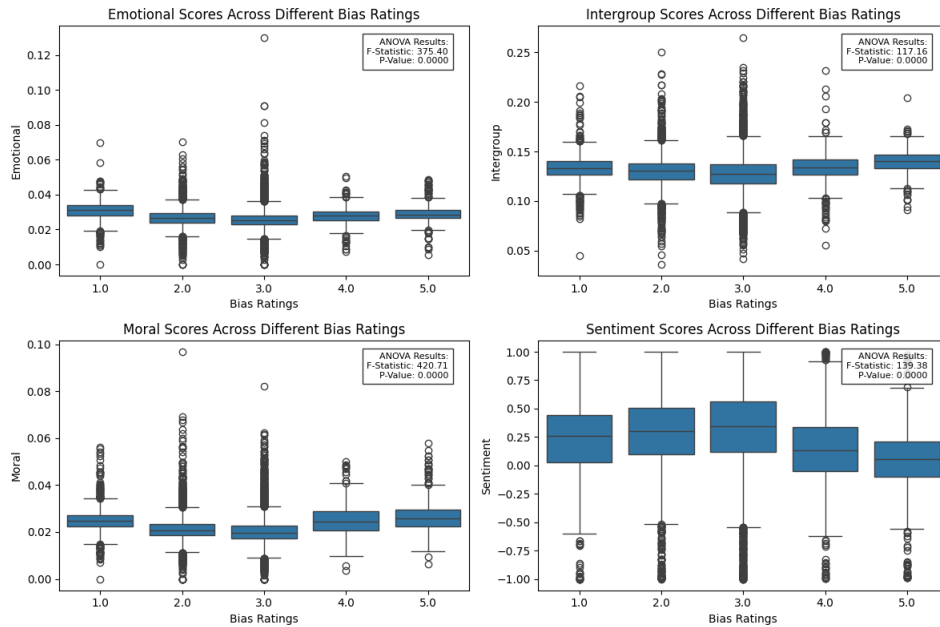 Emotional Scores Across Different Bias Ratings
ANOVA Results:
F-Statistic: 375.40
P-Value: 0.0000
0.12
0.10
0.08
0.06
0.04
0.02
0.00
Emotional
1.0 2.0 3.0 4.0 5.0
Bias Ratings
Intergroup Scores Across Different Bias Ratings
ANOVA Results:
F-Statistic: 117.16
P-Value: 0.0000
0.25
0.20
0.15
0.10
0.05
Intergroup
1.0 2.0 3.0 4.0 5.0
Bias Ratings
Moral Scores Across Different Bias Ratings
ANOVA Results:
F-Statistic: 420.71
P-Value: 0.0000
0.10
0.08
0.06
0.04
0.02
0.00
Moral
1.0 2.0 3.0 4.0 5.0
Bias Ratings
Sentiment Scores Across Different Bias Ratings
ANOVA Results:
F-Statistic: 139.38
P-Value: 0.0000
1.00
0.75
0.50
0.25
0.00
−0.25
−0.50
−0.75
−1.00
Sentiment
1.0 2.0 3.0 4.0 5.0
Bias Ratings